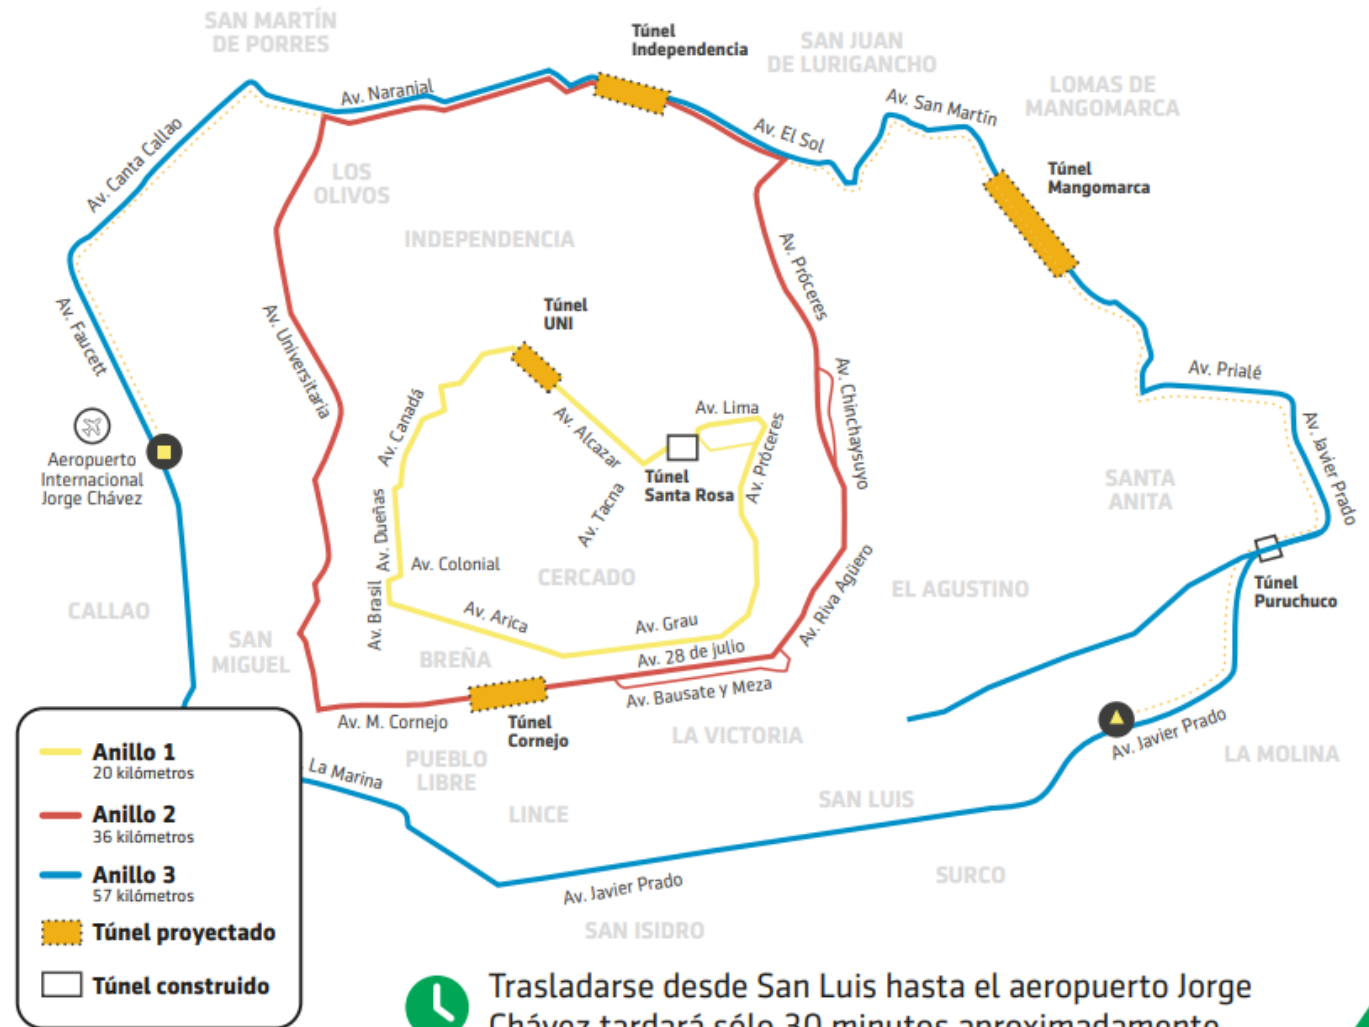 SAN MARTÍN
DE PORRES
Túnel
Independencia
SAN JUAN
DE LURIGANCHO
LOMAS DE
MANGOMARCA
Av. Naranjal
Av. El Sol
Av. San Martín
Av. Canta Callao
LOS
OLIVOS
Túnel
Mangomarca
INDEPENDENCIA
Av. Próceres
Av. Faucett
Av. Universitaria
Túnel
UNI
Av. Prialé
Av. Canadá
Av. Alcazar
Av. Lima
Av. Próceres
Av. Chinchaysuyo
Av. Javier Prado
Aeropuerto
Internacional
Jorge Chávez
Túnel
Santa Rosa
SANTA
ANITA
Av. Dueñas
Av. Tacna
Av. Colonial
CERCADO
Av. Riva Agüero
EL AGUSTINO
Túnel
Puruchuco
CALLAO
Av. Brasil
Av. Arica
Av. Grau
SAN
MIGUEL
BREÑA
Av. 28 de julio
Av. Bausate y Meza
Av. M. Cornejo
Túnel
Cornejo
LA VICTORIA
Av. Javier Prado
LA MOLINA
PUEBLO
LIBRE
La Marina
LINCE
SAN LUIS
SURCO
Av. Javier Prado
SAN ISIDRO
Anillo 1
20 kilómetros
Anillo 2
36 kilómetros
Anillo 3
57 kilómetros
Túnel proyectado
Túnel construido
Trasladarse desde San Luis hasta el aeropuerto Jorge
Chávez tardará sólo 30 minutos aproximadamente